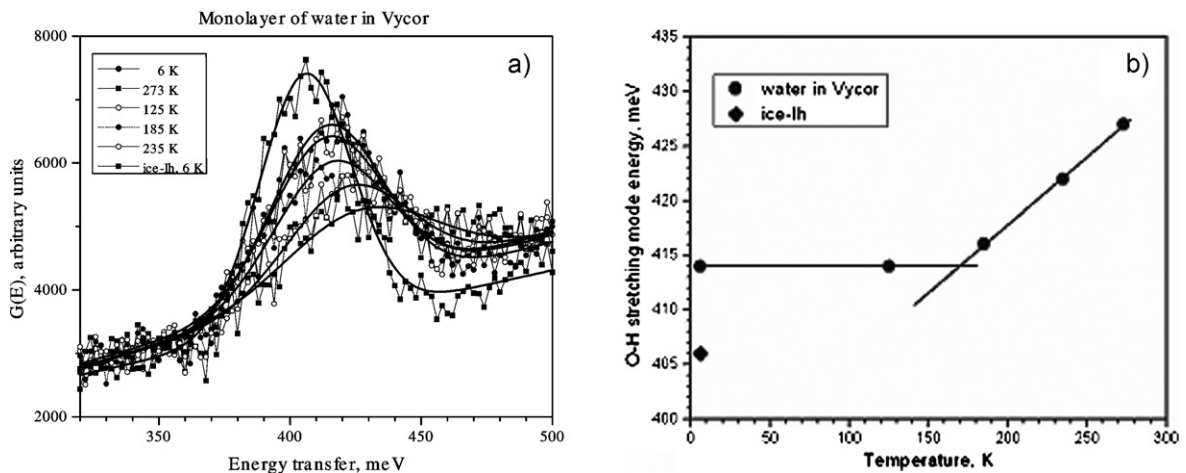 Monolayer of water in Vycor
a)
8000
6000
4000
2000
G(E), arbitrary units
6 K
273 K
125 K
185 K
235 K
ice-Ih, 6 K
350
400
450
500
Energy transfer, meV
b)
435
430
425
420
415
410
405
400
O-H stretching mode energy, meV
water in Vycor
ice-Ih
0
50
100
150
200
250
300
Temperature, K